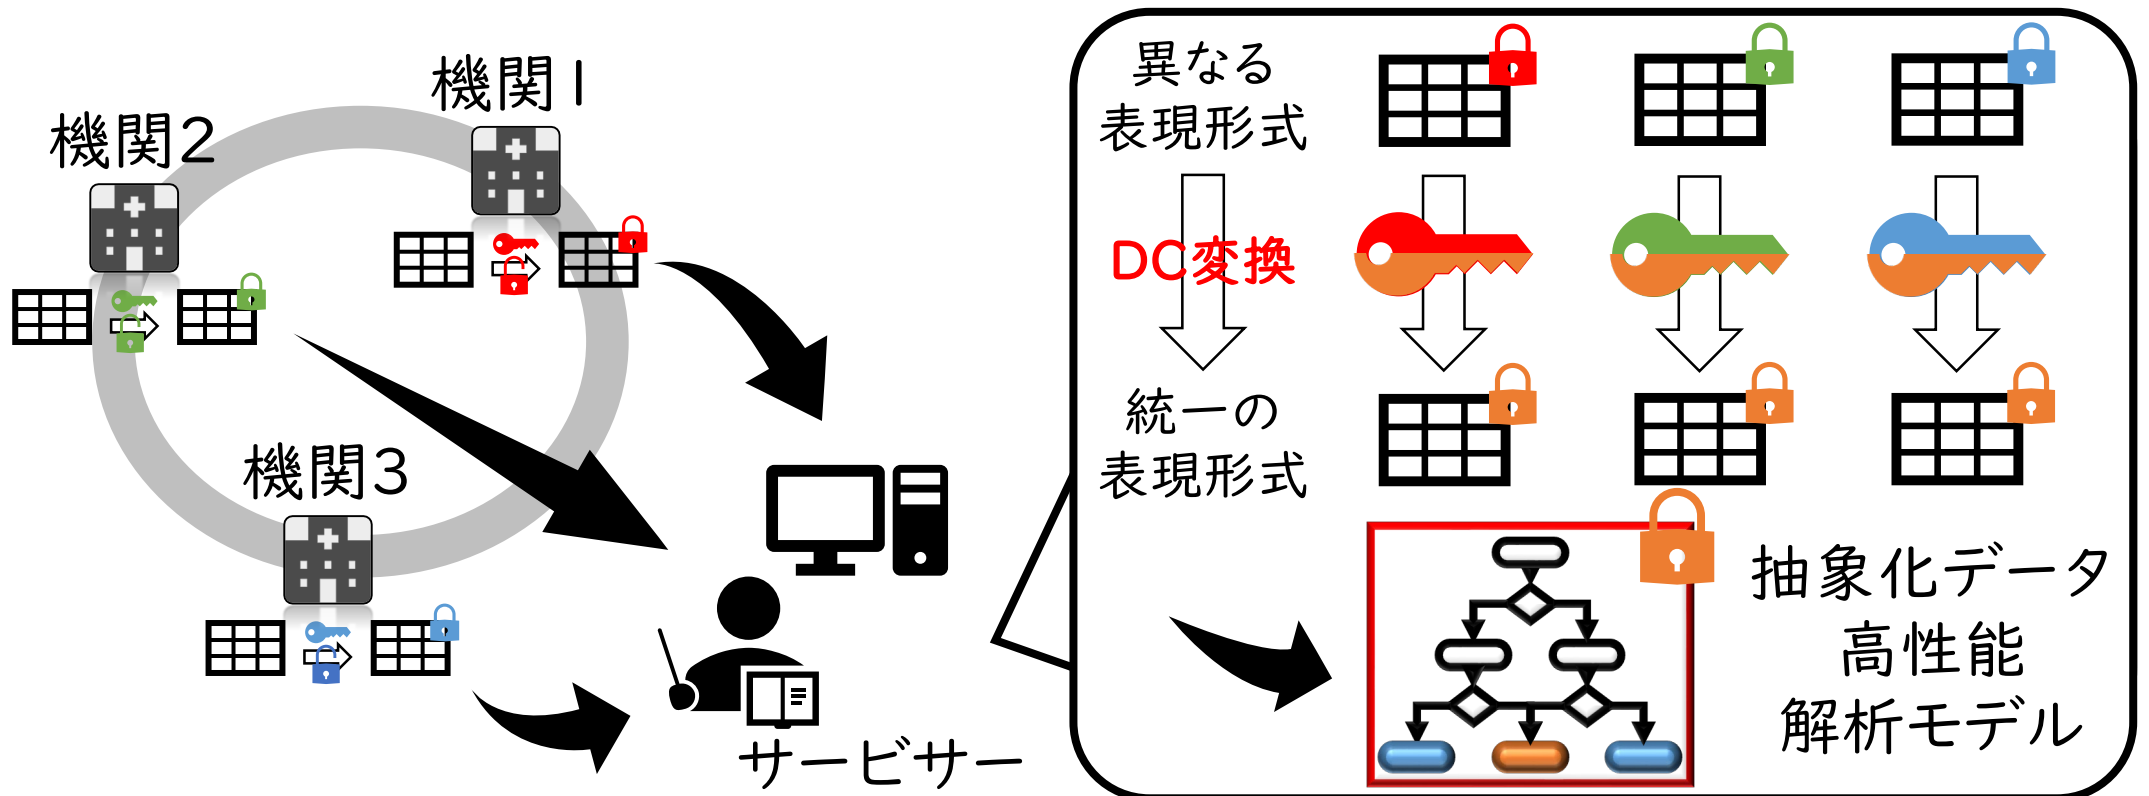 機関1
機関2
機関3
サービサー
異なる
表現形式
DC変換
統一の
表現形式
抽象化データ
高性能
解析モデル